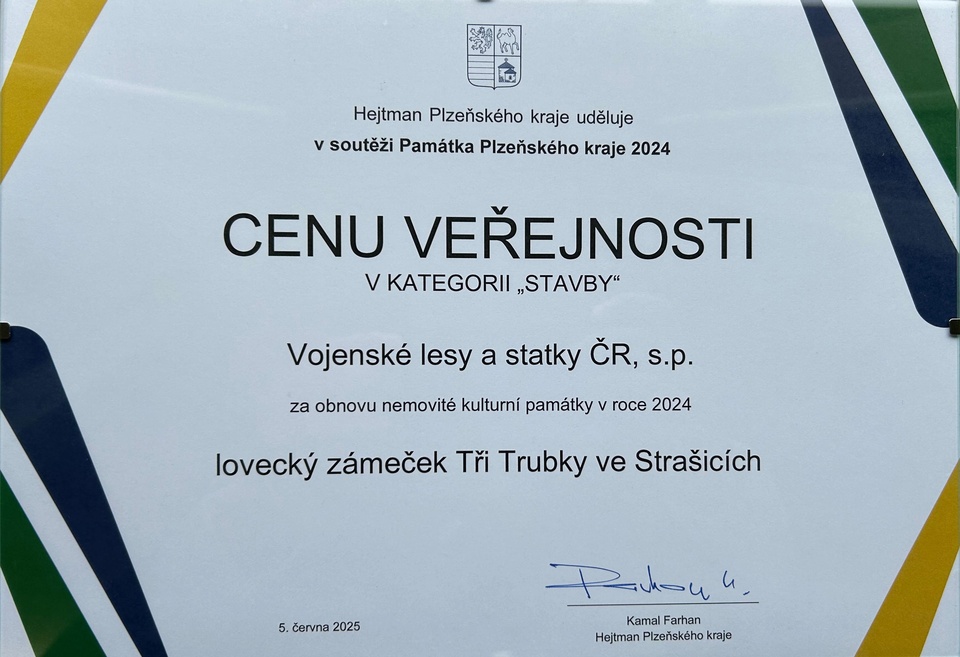 Hejtman Plzeňského kraje uděluje
v soutěži Památka Plzeňského kraje 2024
CENU VEŘEJNOSTI
V KATEGORII „STAVBY“
Vojenské lesy a statky ČR, s.p.
za obnovu nemovité kulturní památky v roce 2024
lovecký zámeček Tři Trubky ve Strašicích
5. června 2025
Kamal Farhan
Hejtman Plzeňského kraje